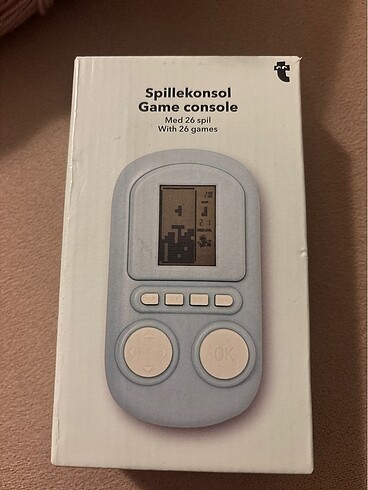 t
Spillekonsol
Game console
Med 26 spil
With 26 games
OK